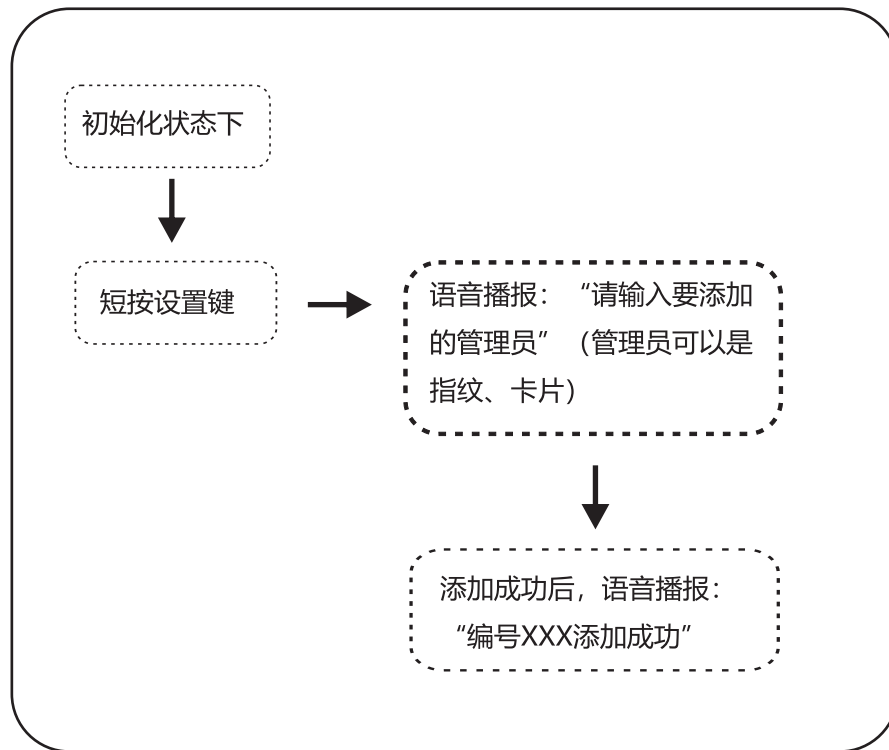 初始化状态下
短按设置键
语音播报：“请输入要添加
的管理员”（管理员可以是
指纹、卡片）
添加成功后，语音播报：
“编号XXX添加成功”